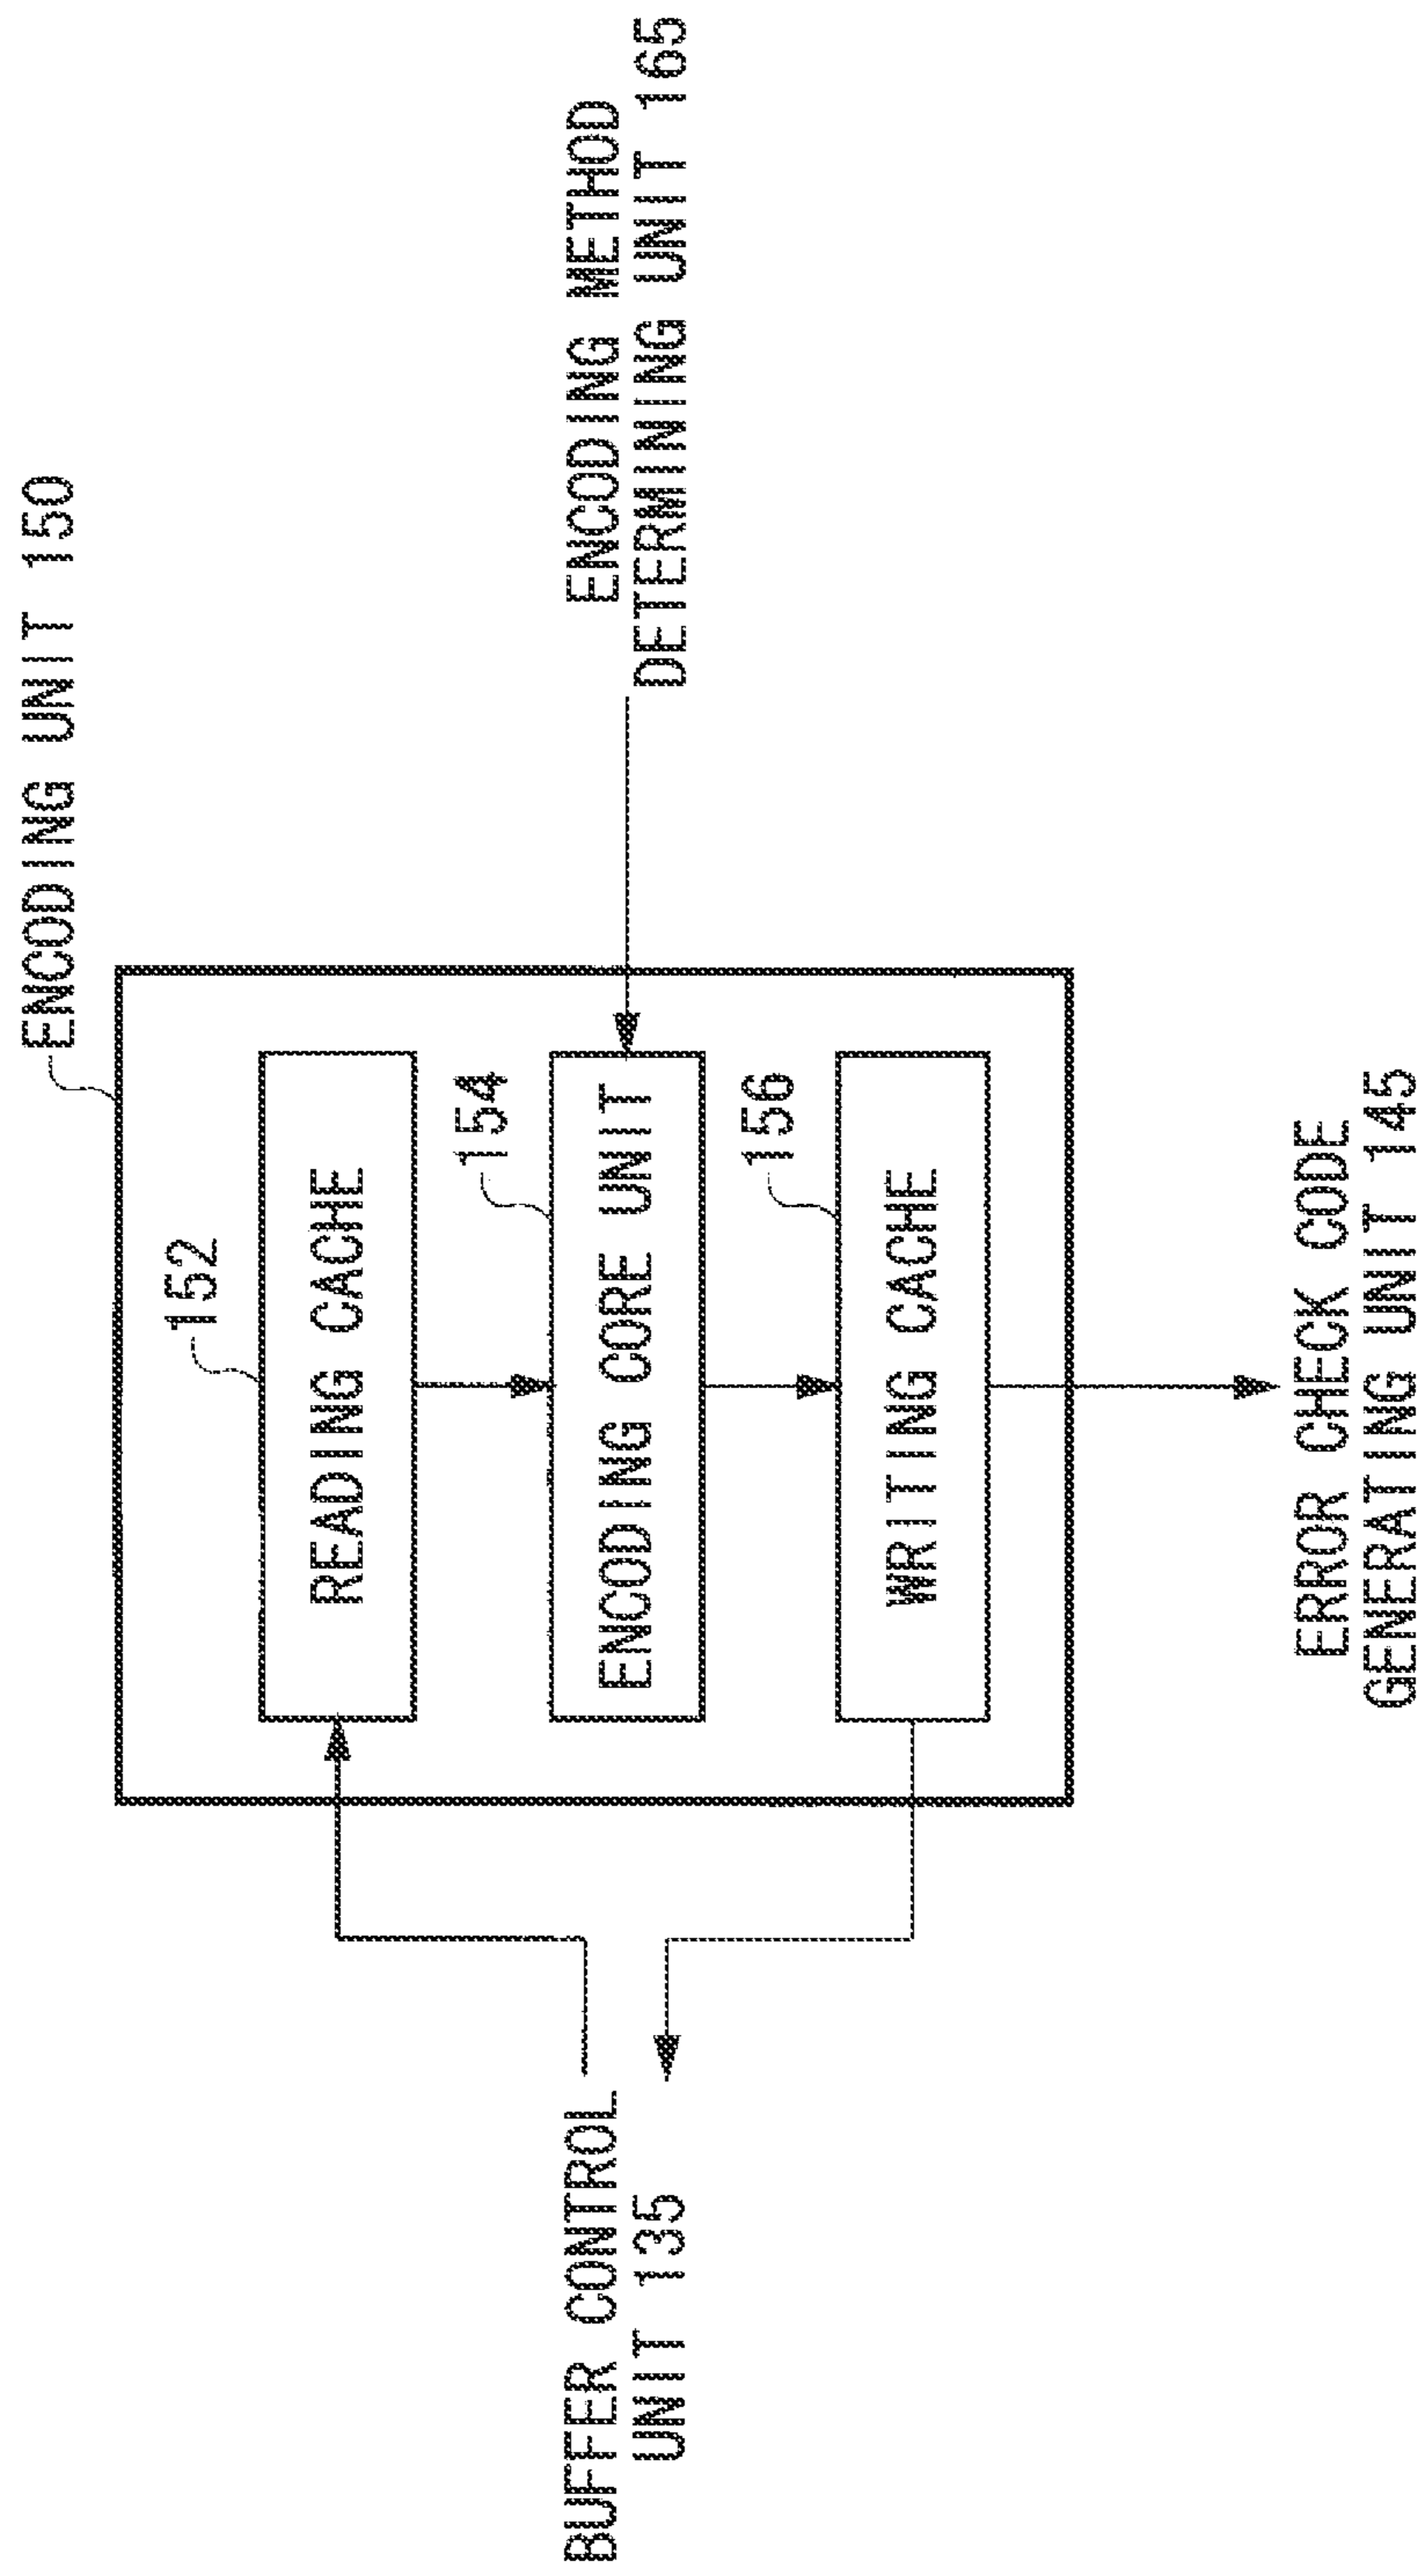 ENCODING UNIT 150
152
READING CACHE
154
ENCODING CORE UNIT
156
WRITING CACHE
BUFFER CONTROL
UNIT 135
ENCODING METHOD
DETERMINING UNIT 165
ERROR CHECK CODE
GENERATING UNIT 145